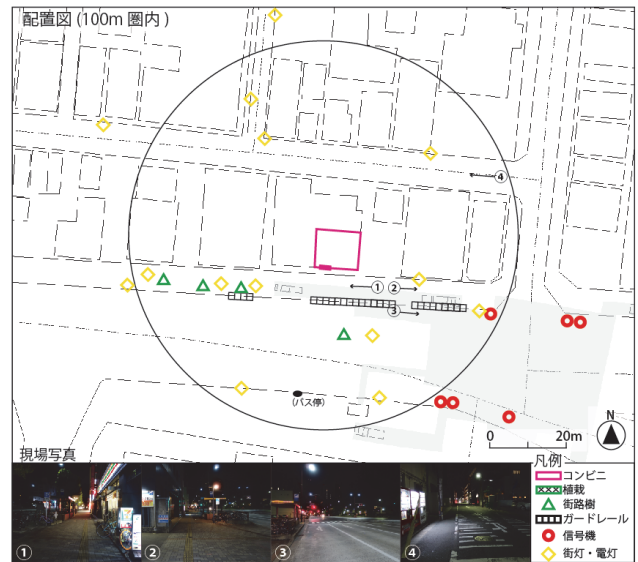 配置図 (100m 圏内)
④
① ②
③
(バス停)
N
0 20m
現場写真
① ② ③ ④
凡例
コンビニ
植栽
街路樹
ガードレール
信号機
街灯・電灯